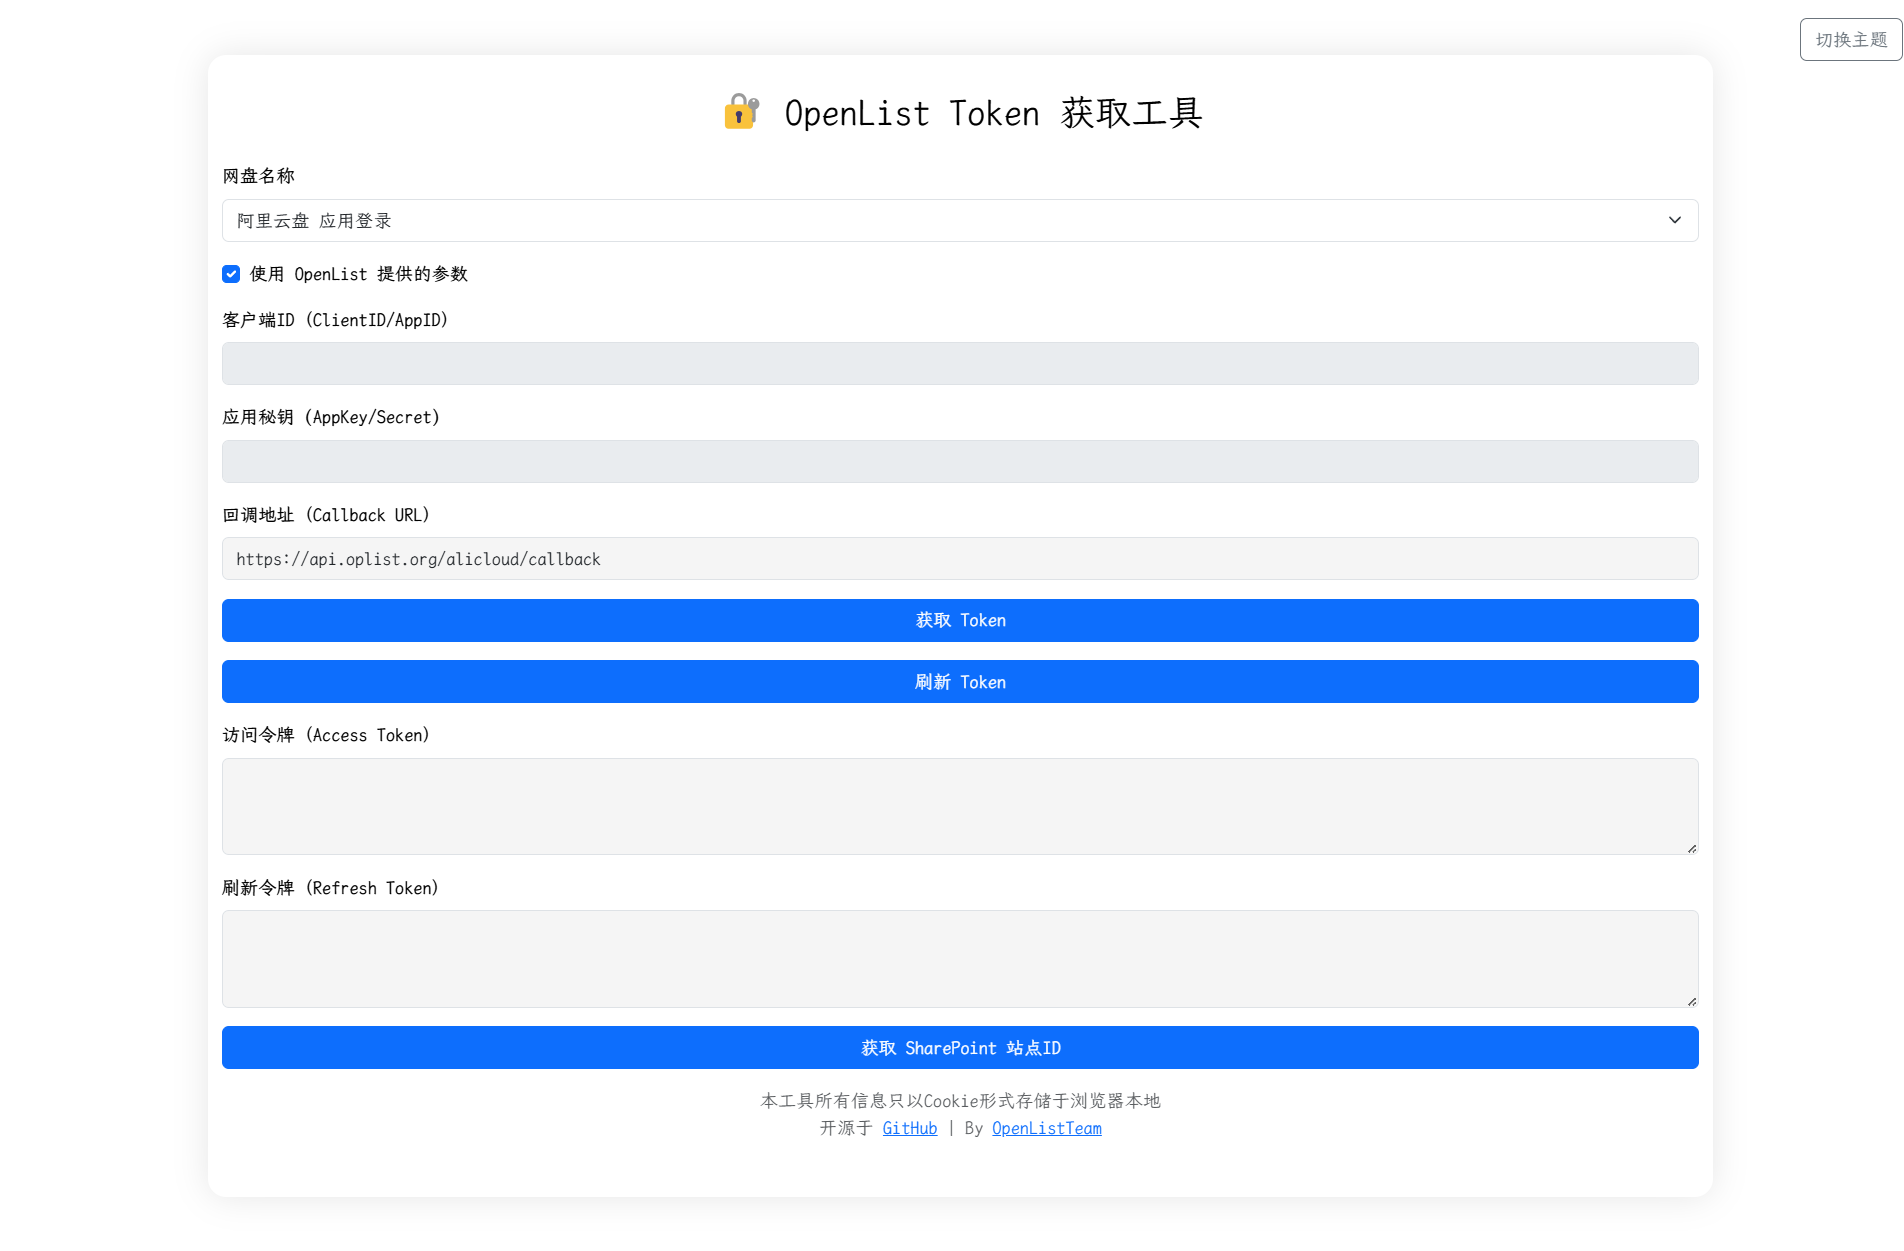 切换主题
OpenList Token 获取工具
网盘名称
阿里云盘 应用登录
使用 OpenList 提供的参数
客户端ID (ClientID/AppID)
应用秘钥 (AppKey/Secret)
回调地址 (Callback URL)
https://api.oplist.org/alicloud/callback
获取 Token
刷新 Token
访问令牌 (Access Token)
刷新令牌 (Refresh Token)
获取 SharePoint 站点ID
本工具所有信息只以Cookie形式存储于浏览器本地
开源于 GitHub | By OpenListTeam